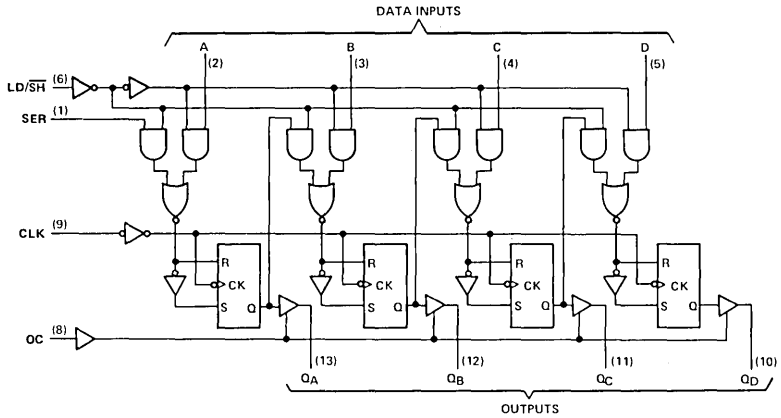 DATA INPUTS
A B C D
(2) (3) (4) (5)
LD/SH (6)
SER (1)
CLK (9)
R R R R
CK CK CK CK
S Q S Q S Q S Q
OC (8)
(13) (12) (11) (10)
QA QB QC QD
OUTPUTS